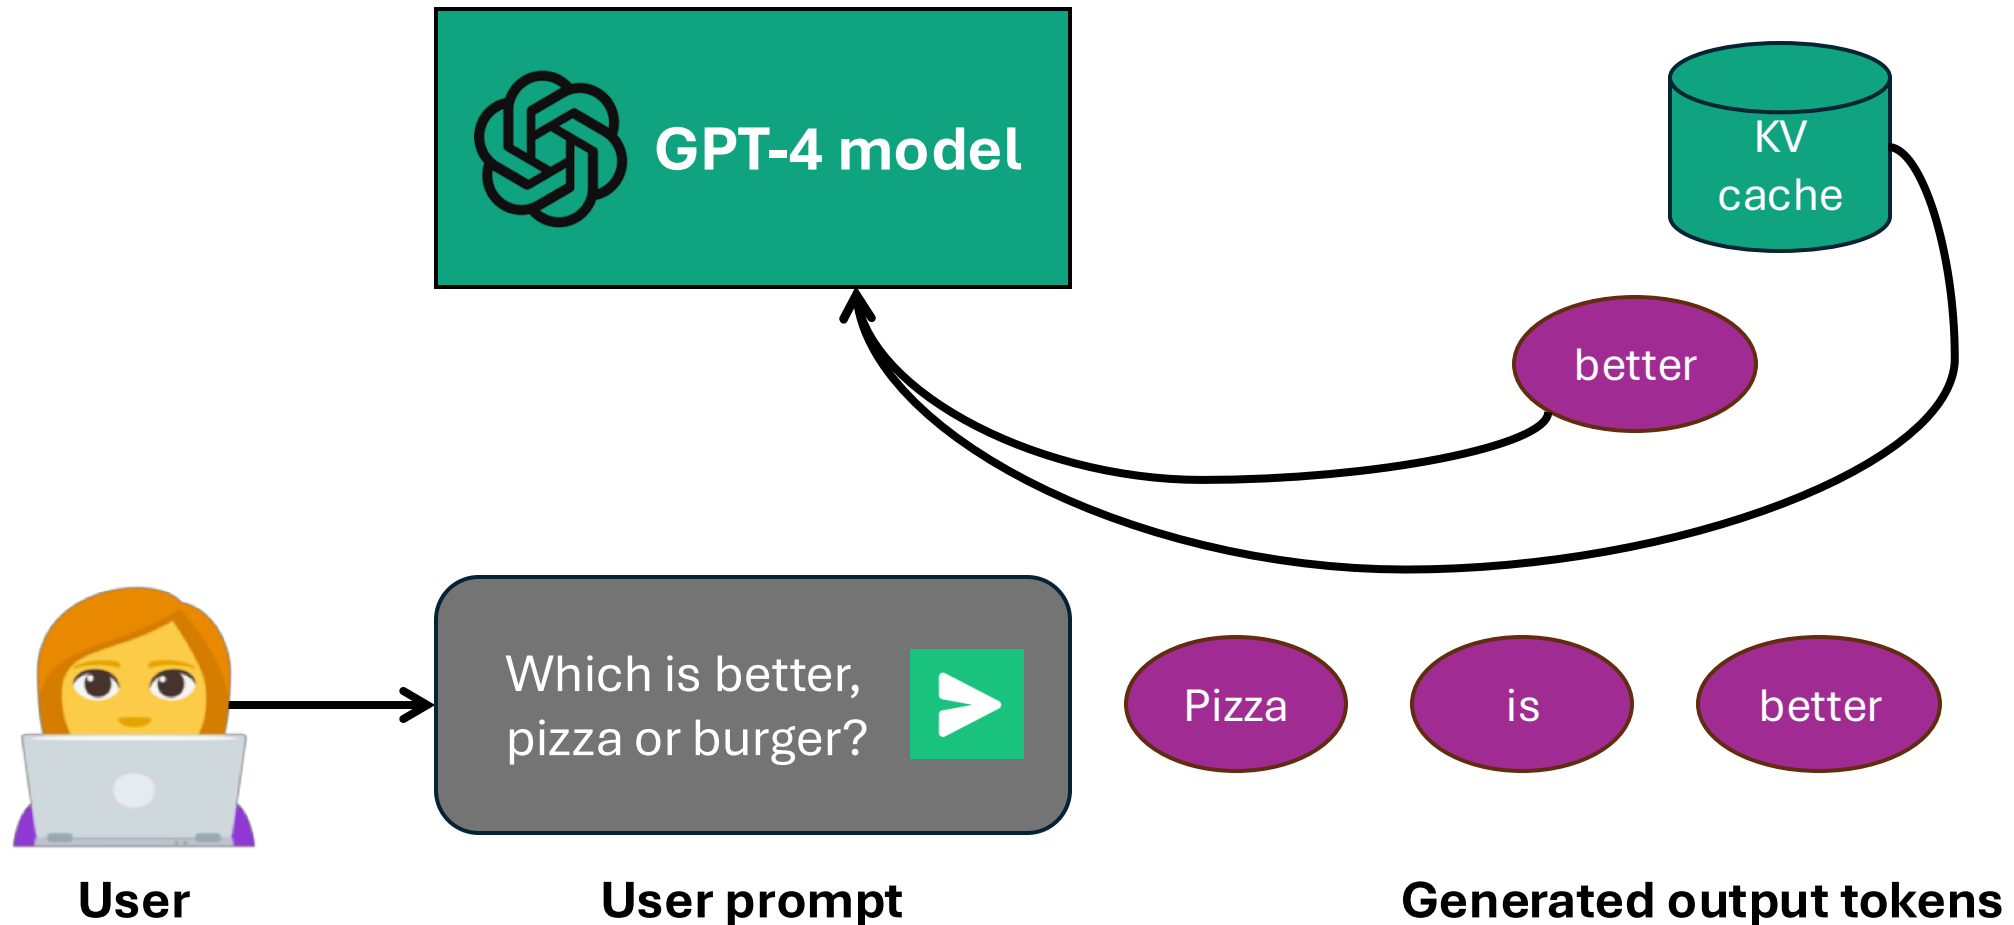 GPT-4 model
KV
cache
better
Which is better,
pizza or burger?
Pizza
is
better
User
User prompt
Generated output tokens